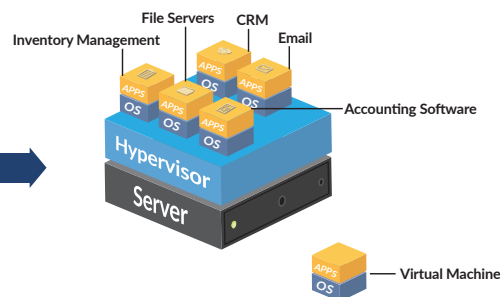 File Servers
CRM
Inventory Management
Email
APPS
OS
APPS
OS
APPS
OS
APPS
OS
APPS
OS
Accounting Software
Hypervisor
Server
APPS
OS
Virtual Machine